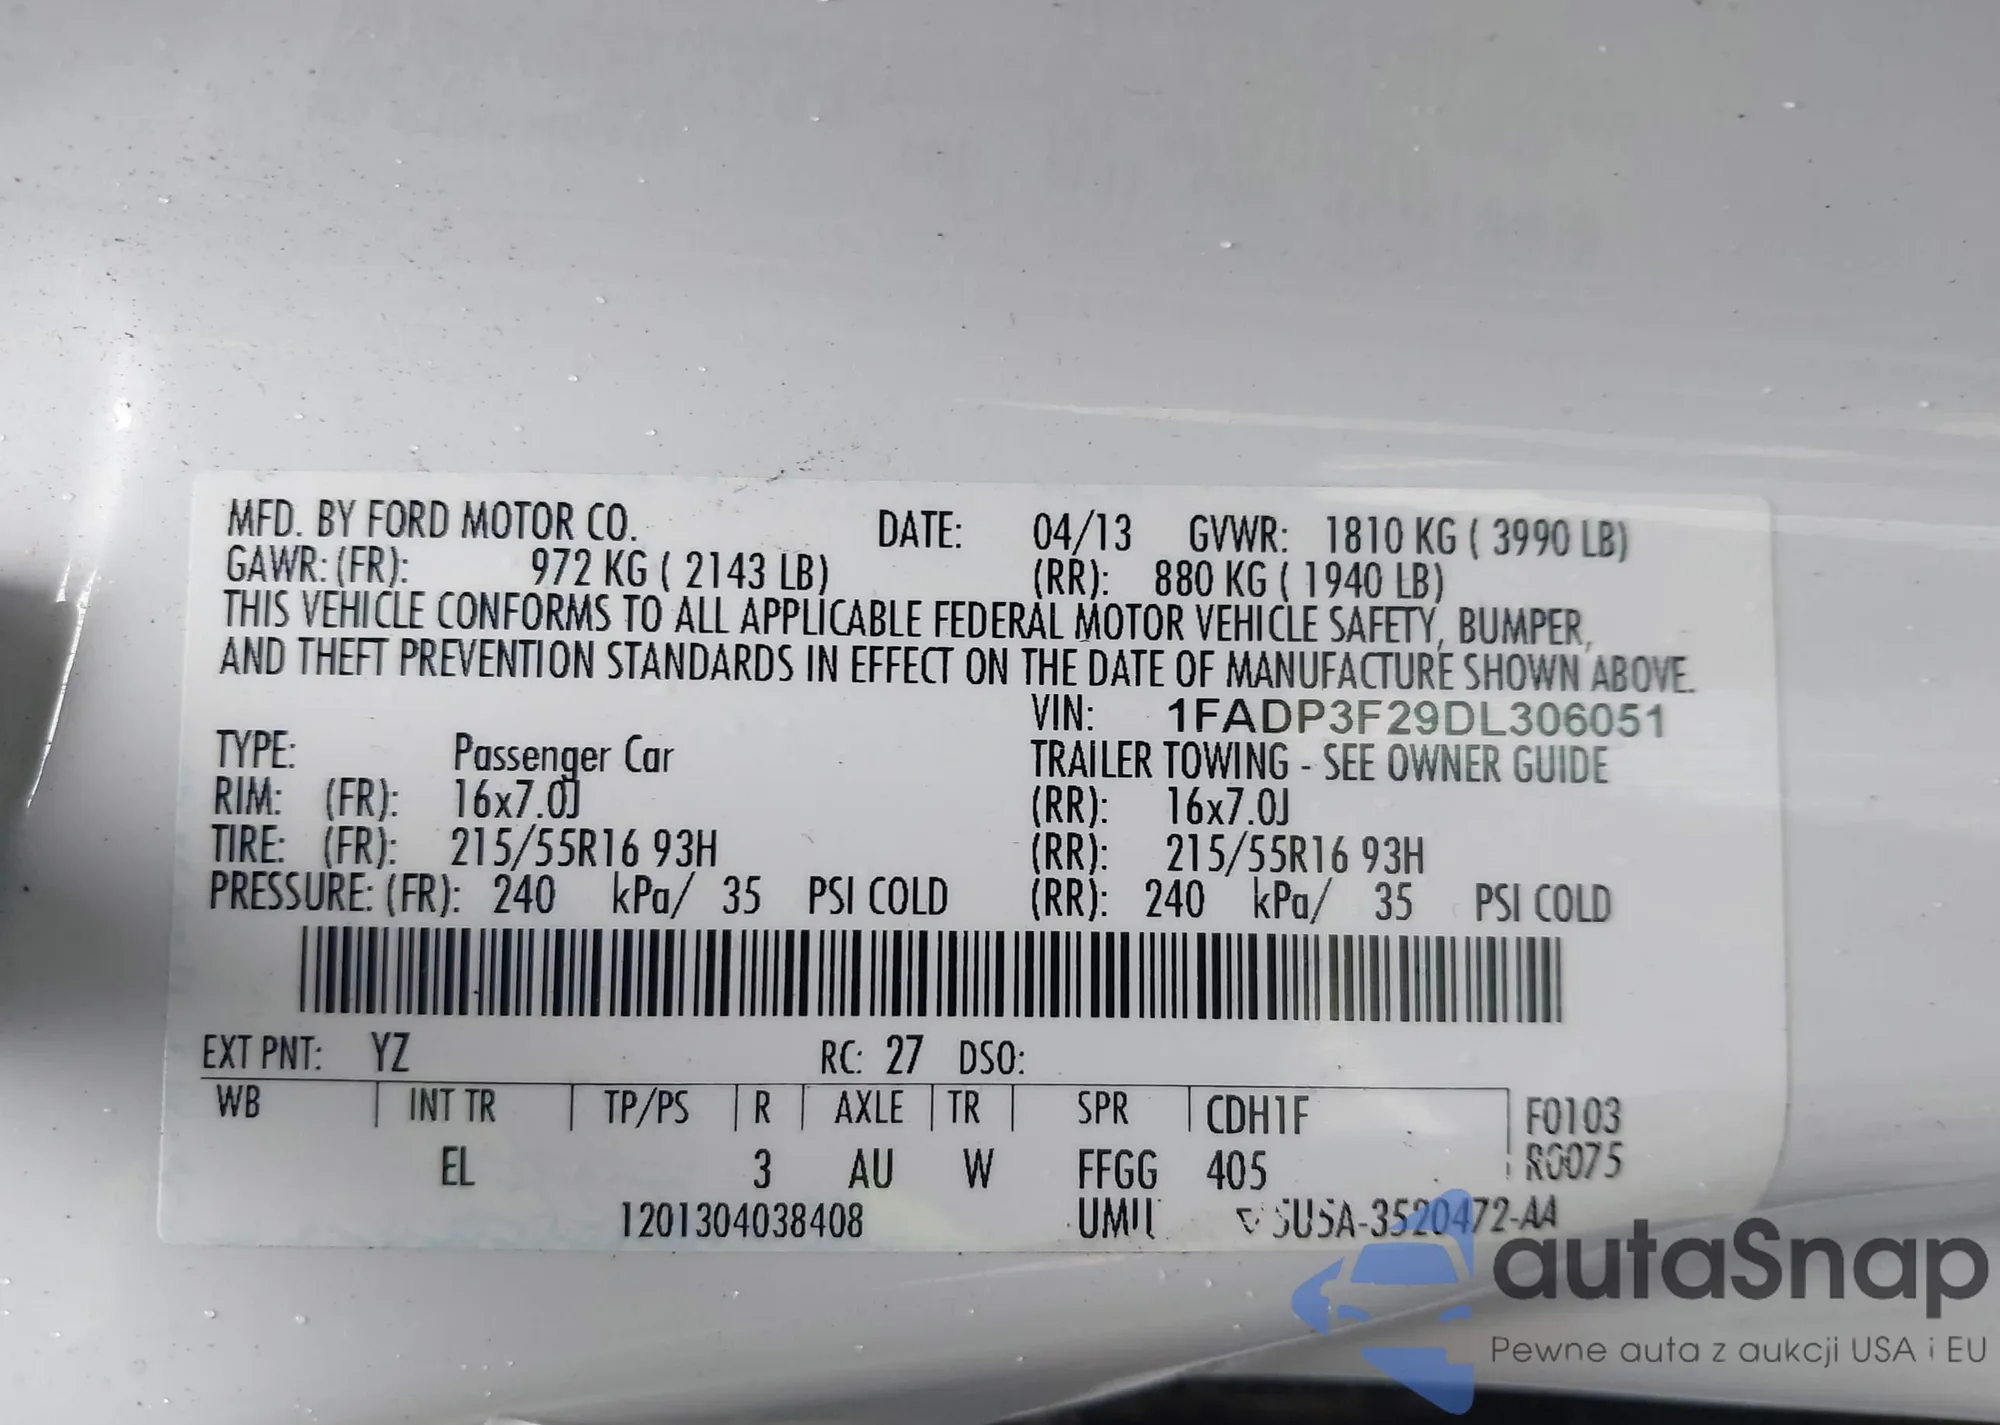 MFD. BY FORD MOTOR CO. DATE: 04/13 GVWR: 1810 KG ( 3990 LB)
GAWR: (FR): 972 KG ( 2143 LB) (RR): 880 KG ( 1940 LB)
THIS VEHICLE CONFORMS TO ALL APPLICABLE FEDERAL MOTOR VEHICLE SAFETY, BUMPER,
AND THEFT PREVENTION STANDARDS IN EFFECT ON THE DATE OF MANUFACTURE SHOWN ABOVE.
VIN: 1FADP3F29DL306051
TYPE: Passenger Car TRAILER TOWING - SEE OWNER GUIDE
RIM: (FR): 16x7.0J (RR): 16x7.0J
TIRE: (FR): 215/55R16 93H (RR): 215/55R16 93H
PRESSURE: (FR): 240 kPa/ 35 PSI COLD (RR): 240 kPa/ 35 PSI COLD
EXT PNT: YZ RC: 27 DSO:
WB INT TR TP/PS R AXLE TR SPR CDH1F F0103
EL 3 AU W FFGG 405 R0075
1201304038408
autaSnap
Pewne auta z aukcji USA i EU